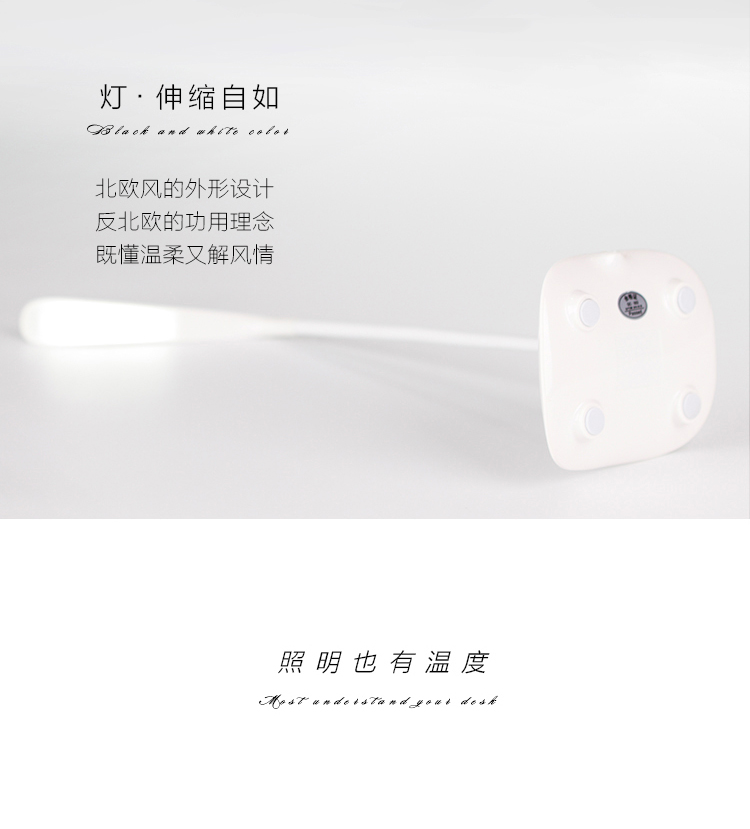 灯·伸缩自如
Black and white color
北欧风的外形设计
反北欧的功用理念
既懂温柔又解风情
照明也有温度
Most understand your desk